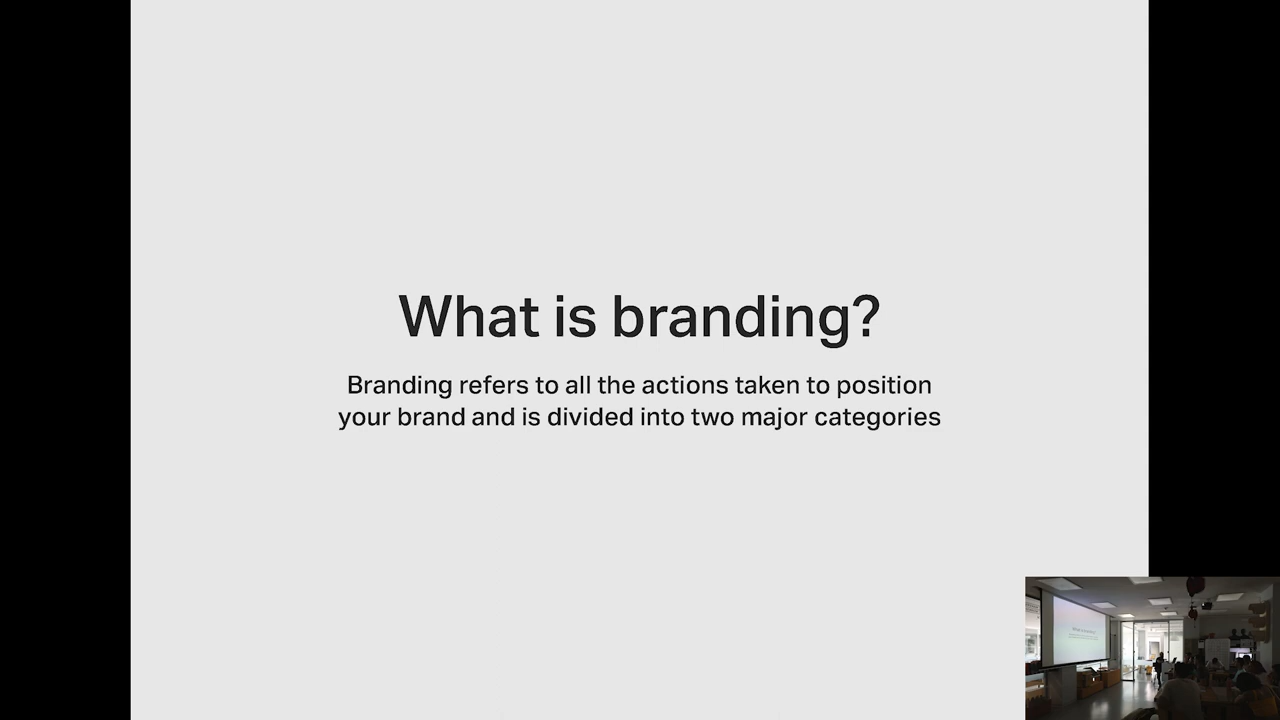 What is branding?
Branding refers to all the actions taken to position
your brand and is divided into two major categories